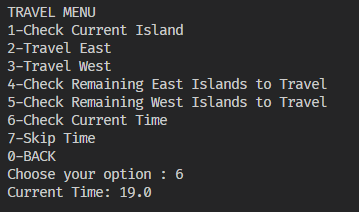 TRAVEL MENU
1-Check Current Island
2-Travel East
3-Travel West
4-Check Remaining East Islands to Travel
5-Check Remaining West Islands to Travel
6-Check Current Time
7-Skip Time
0-BACK
Choose your option : 6
Current Time: 19.0